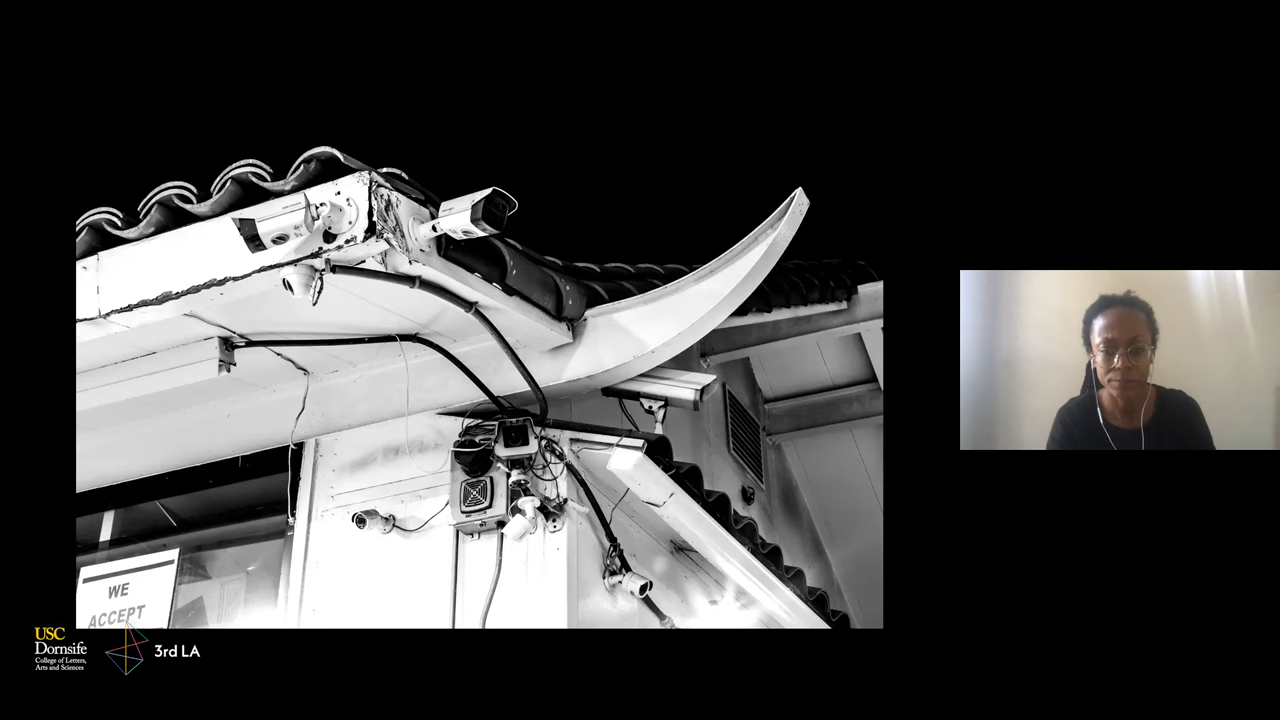 WE
ACCEPT
USC
Dornsife
College of Letters,
Arts and Sciences
3rd LA